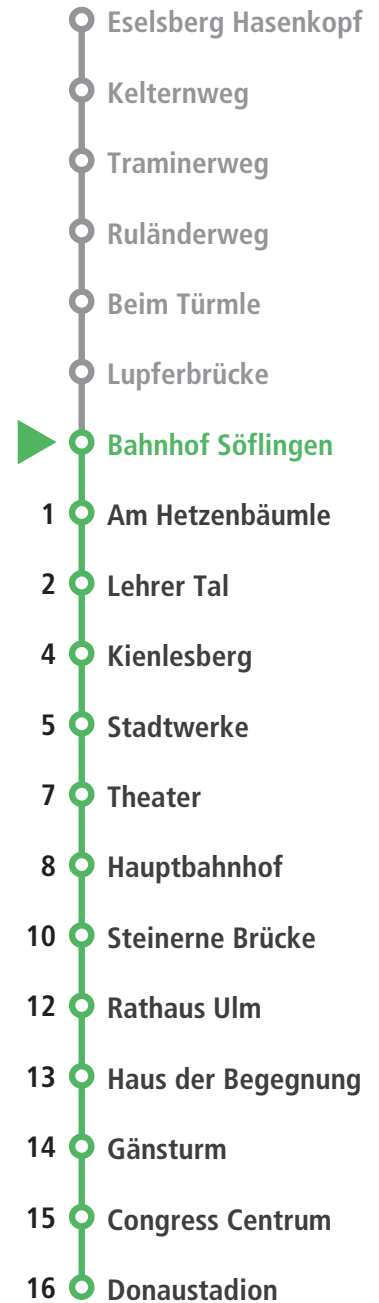 Eselsberg Hasenkopf
Kelternweg
Traminerweg
Ruländerweg
Beim Türmle
Lupferbrücke
Bahnhof Söflingen
1 Am Hetzenbäumle
2 Lehrer Tal
4 Kienlesberg
5 Stadtwerke
7 Theater
8 Hauptbahnhof
10 Steinerne Brücke
12 Rathaus Ulm
13 Haus der Begegnung
14 Gänsturm
15 Congress Centrum
16 Donaustadion